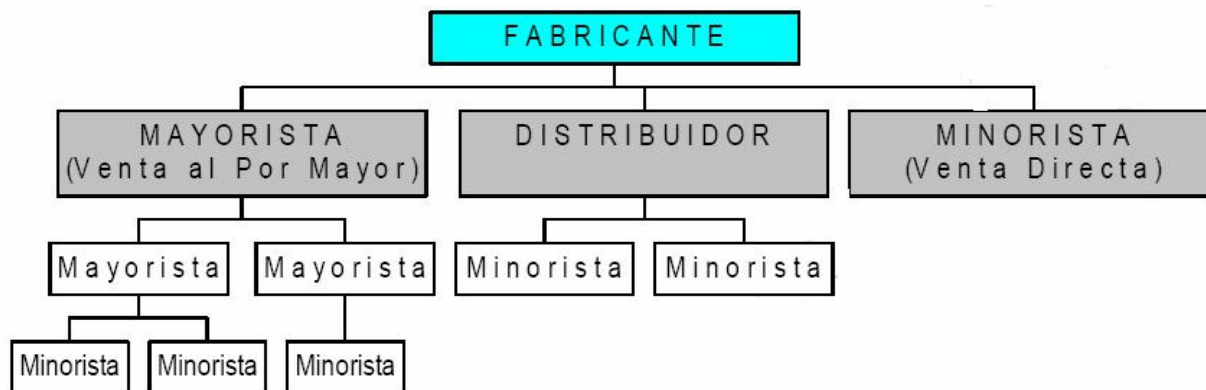 FABRICANTE
MAYORISTA
(Venta al Por Mayor)
DISTRIBUIDOR
MINORISTA
(Venta Directa)
Mayorista
Mayorista
Minorista
Minorista
Minorista
Minorista
Minorista